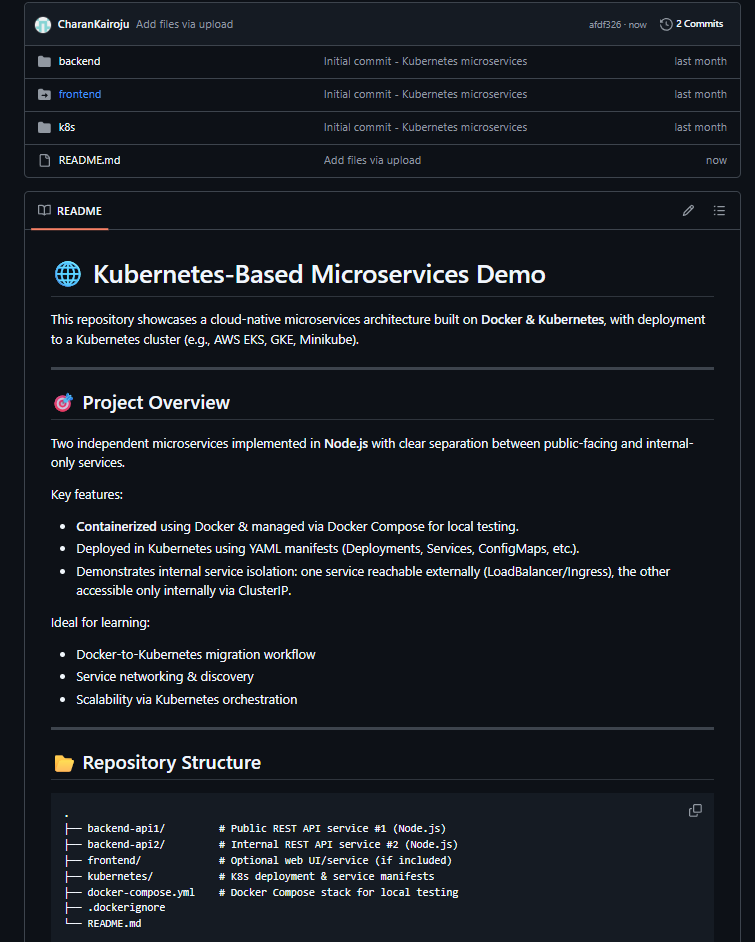 CharanKairoju Add files via upload afdf326 · now 2 Commits
backend Initial commit - Kubernetes microservices last month
frontend Initial commit - Kubernetes microservices last month
k8s Initial commit - Kubernetes microservices last month
README.md Add files via upload now
README
Kubernetes-Based Microservices Demo
This repository showcases a cloud-native microservices architecture built on Docker & Kubernetes, with deployment
to a Kubernetes cluster (e.g., AWS EKS, GKE, Minikube).
Project Overview
Two independent microservices implemented in Node.js with clear separation between public-facing and internal-
only services.
Key features:
• Containerized using Docker & managed via Docker Compose for local testing.
• Deployed in Kubernetes using YAML manifests (Deployments, Services, ConfigMaps, etc.).
• Demonstrates internal service isolation: one service reachable externally (LoadBalancer/Ingress), the other
accessible only internally via ClusterIP.
Ideal for learning:
• Docker-to-Kubernetes migration workflow
• Service networking & discovery
• Scalability via Kubernetes orchestration
Repository Structure
.
├── backend-api1/ # Public REST API service #1 (Node.js)
├── backend-api2/ # Internal REST API service #2 (Node.js)
├── frontend/ # Optional web UI/service (if included)
├── kubernetes/ # K8s deployment & service manifests
├── docker-compose.yml # Docker Compose stack for local testing
├── .dockerignore
└── README.md